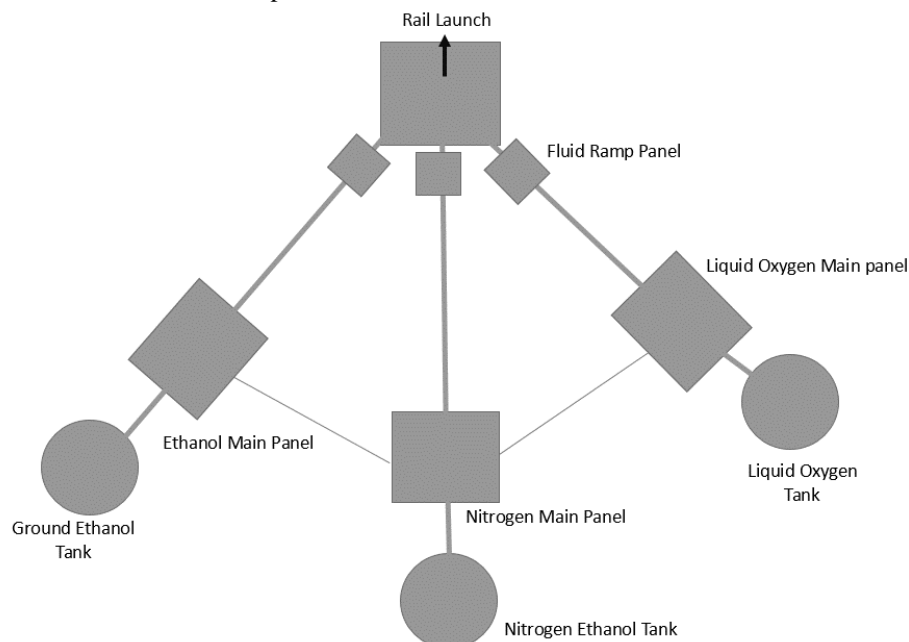 Rail Launch
Fluid Ramp Panel
Liquid Oxygen Main panel
Ethanol Main Panel
Liquid Oxygen
Tank
Nitrogen Main Panel
Ground Ethanol
Tank
Nitrogen Ethanol Tank